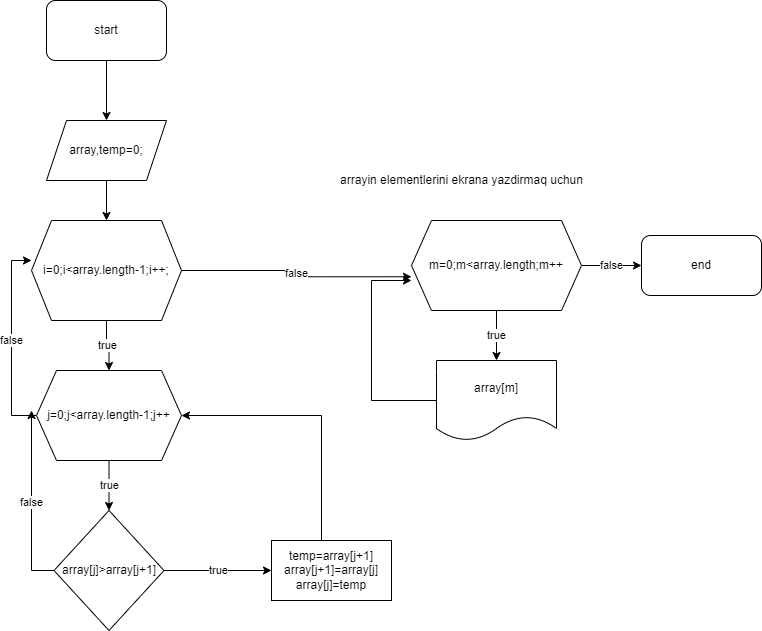 start
array,temp=0;
arrayin elementlerini ekrana yazdirmaq uchun
i=0;i<array.length-1;i++;
false
m=0;m<array.length;m++
false
end
true
array[m]
false
true
j=0;j<array.length-1;j++
true
false
array[j]>array[j+1]
true
temp=array[j+1]
array[j+1]=array[j]
array[j]=temp